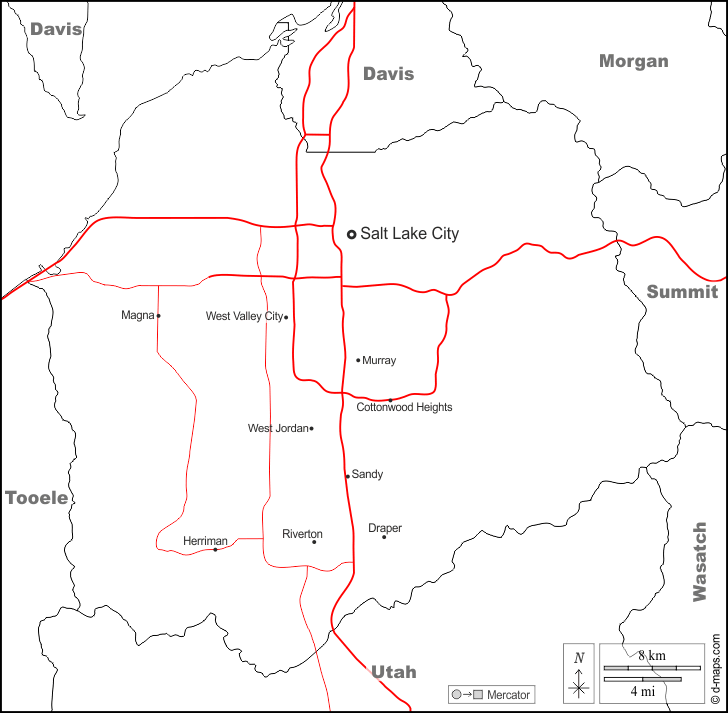 Davis
Davis
Morgan
Salt Lake City
Summit
Magna
West Valley City
Murray
Cottonwood Heights
West Jordan
Sandy
Tooele
Herriman
Riverton
Draper
Wasatch
Utah
N
8 km
4 mi
Mercator
© d-maps.com